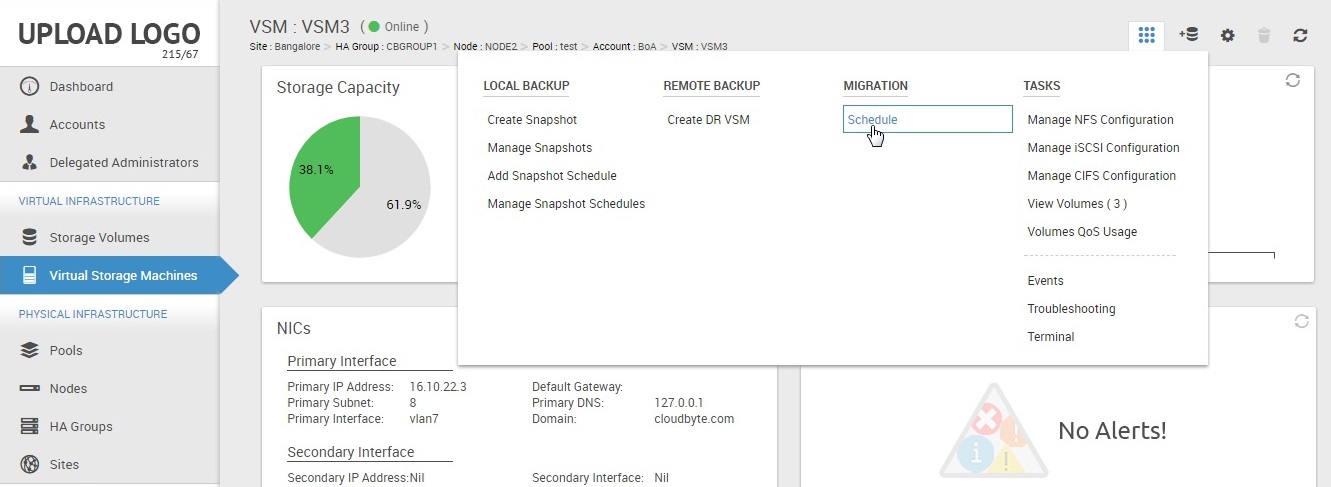 UPLOAD LOGO
215/67
Dashboard
Accounts
Delegated Administrators
VIRTUAL INFRASTRUCTURE
Storage Volumes
Virtual Storage Machines
PHYSICAL INFRASTRUCTURE
Pools
Nodes
HA Groups
Sites
VSM : VSM3 ( Online )
Site : Bangalore > HA Group : CBGROUP1 > Node : NODE2 > Pool : test > Account : BoA > VSM : VSM3
Storage Capacity
38.1%
61.9%
LOCAL BACKUP
Create Snapshot
Manage Snapshots
Add Snapshot Schedule
Manage Snapshot Schedules
REMOTE BACKUP
Create DR VSM
MIGRATION
Schedule
TASKS
Manage NFS Configuration
Manage iSCSI Configuration
Manage CIFS Configuration
View Volumes ( 3 )
Volumes QoS Usage
Events
Troubleshooting
Terminal
NICs
Primary Interface
Primary IP Address: 16.10.22.3 Default Gateway:
Primary Subnet: 8 Primary DNS: 127.0.0.1
Primary Interface: vlan7 Domain: cloudbyte.com
Secondary Interface
Secondary IP Address:Nil Secondary Interface: Nil
No Alerts!